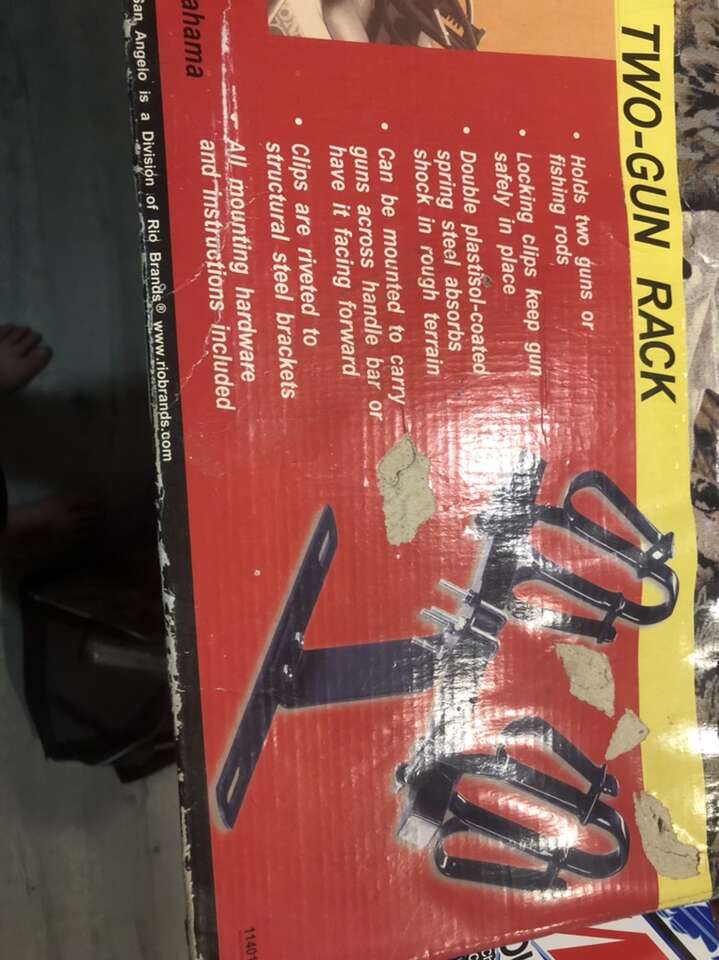 TWO-GUN RACK
• Holds two guns or
fishing rods
• Locking clips keep gun
safely in place
• Double plastisol-coated
spring steel absorbs
shock in rough terrain
• Can be mounted to carry
guns across handle bar or
have it facing forward
• Clips are riveted to
structural steel brackets
All mounting hardware
and instructions included
ahama
San Angelo is a Division of Rio Brands® www.riobrands.com
11401